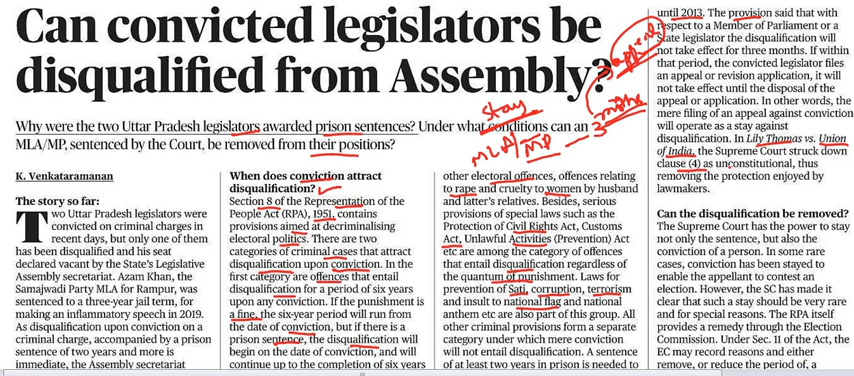 Can convicted legislators be
disqualified from Assembly?
Why were the two Uttar Pradesh legislators awarded prison sentences? Under what conditions can an
MLA/MP, sentenced by the Court, be removed from their positions?
stay
MLA/MP - 3
appeal
K. Venkataramanan
The story so far:
Two Uttar Pradesh legislators were
convicted on criminal charges in
recent days, but only one of them
has been disqualified and his seat
declared vacant by the State's Legislative
Assembly secretariat. Azam Khan, the
Samajwadi Party MLA for Rampur, was
sentenced to a three-year jail term, for
making an inflammatory speech in 2019.
As disqualification upon conviction on a
criminal charge, accompanied by a prison
sentence of two years and more is
immediate, the Assembly secretariat
When does conviction attract
disqualification?
Section 8 of the Representation of the
People Act (RPA), 1951, contains
provisions aimed at decriminalising
electoral politics. There are two
categories of criminal cases that attract
disqualification upon conviction. In the
first category are offences that entail
disqualification for a period of six years
upon any conviction. If the punishment is
a fine, the six-year period will run from
the date of conviction, but if there is a
prison sentence, the disqualification will
begin on the date of conviction, and will
continue up to the completion of six years
other electoral offences, offences relating
to rape and cruelty to women by husband
and latter's relatives. Besides, serious
provisions of special laws such as the
Protection of Civil Rights Act, Customs
Act, Unlawful Activities (Prevention) Act
etc are among the category of offences
that entail disqualification regardless of
the quantum of punishment. Laws for
prevention of Sati, corruption, terrorism
and insult to national flag and national
anthem etc are also part of this group. All
other criminal provisions form a separate
category under which mere conviction
will not entail disqualification. A sentence
of at least two years in prison is needed to
until 2013. The provision said that with
respect to a Member of Parliament or a
State legislator the disqualification will
not take effect for three months. If within
that period, the convicted legislator files
an appeal or revision application, it will
not take effect until the disposal of the
appeal or application. In other words, the
mere filing of an appeal against conviction
will operate as a stay against
disqualification. In Lily Thomas vs. Union
of India, the Supreme Court struck down
clause (4) as unconstitutional, thus
removing the protection enjoyed by
lawmakers.
Can the disqualification be removed?
The Supreme Court has the power to stay
not only the sentence, but also the
conviction of a person. In some rare
cases, conviction has been stayed to
enable the appellant to contest an
election. However, the SC has made it
clear that such a stay should be very rare
and for special reasons. The RPA itself
provides a remedy through the Election
Commission. Under Sec. 11 of the Act, the
EC may record reasons and either
remove, or reduce the period of, a